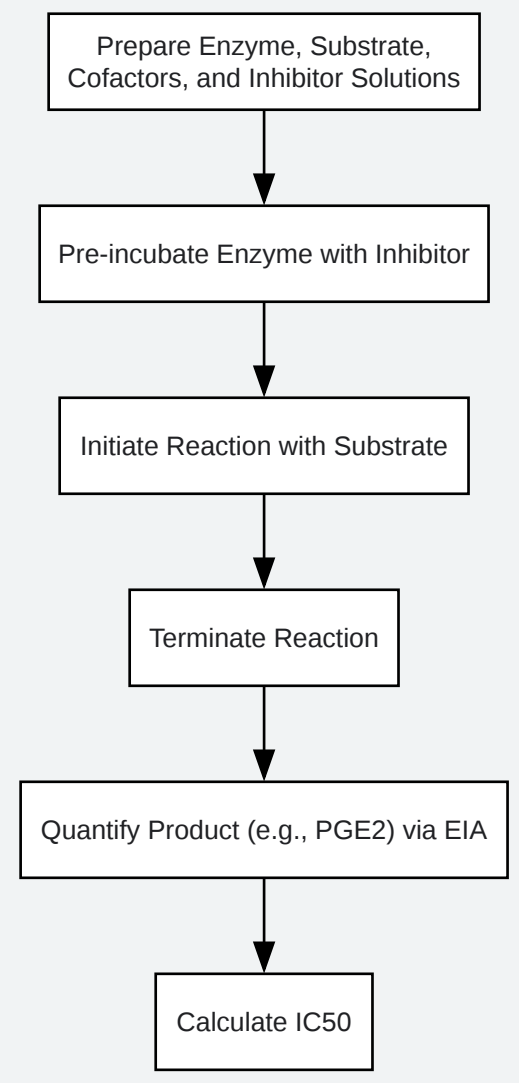 Prepare Enzyme, Substrate,
Cofactors, and Inhibitor Solutions
Pre-incubate Enzyme with Inhibitor
Initiate Reaction with Substrate
Terminate Reaction
Quantify Product (e.g., PGE2) via EIA
Calculate IC50